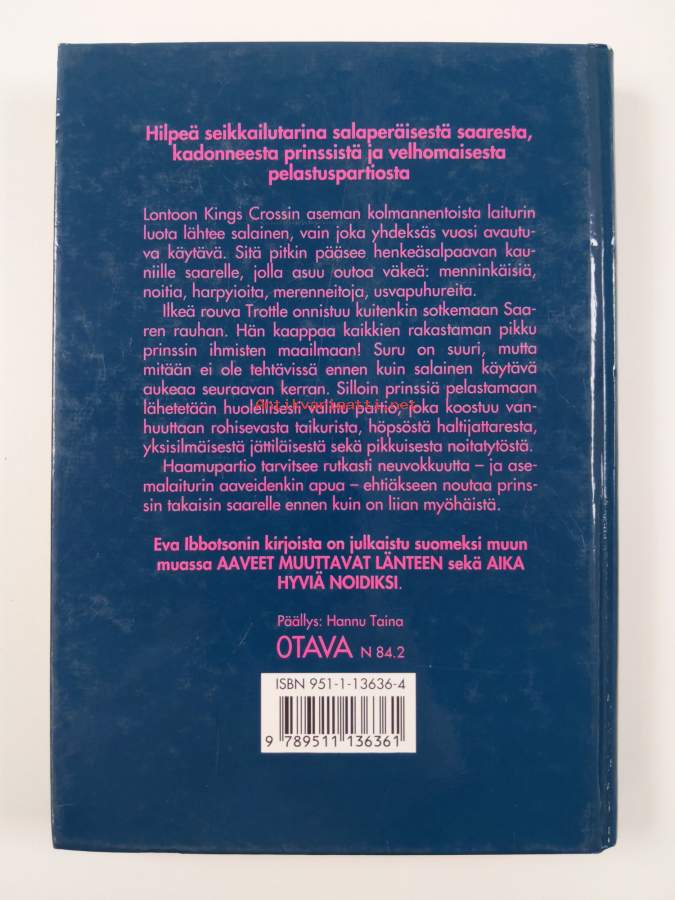 Hilpeä seikkailutarina salaperäisestä saaresta,
kadonneesta prinssistä ja velhomaisesta
pelastuspartiosta
Lontoon Kings Crossin aseman kolmannentoista laiturin
luota lähtee salainen, vain joka yhdeksäs vuosi avautu-
va käytävä. Sitä pitkin pääsee henkeäsalpaavan kau-
niille saarelle, jolla asuu outoa väkeä: menninkäisiä,
noitia, harpyioita, merenneitoja, usvapuhureita.
Ilkeä rouva Trottle onnistuu kuitenkin sotkemaan Saa-
ren rauhan. Hän kaappaa kaikkien rakastaman pikku
prinssin ihmisten maailmaan! Suru on suuri, mutta
mitään ei ole tehtävissä ennen kuin salainen käytävä
aukeaa seuraavan kerran. Silloin prinssiä pelastamaan
lähetetään huolellisesti valittu partio, joka koostuu van-
huuttaan rohisevasta taikurista, höpsöstä haltijattaresta,
yksisilmäisestä jättiläisestä sekä pikkuisesta noitatytöstä.
Haamupartio tarvitsee rutkasti neuvokkuutta – ja ase-
malaiturin aaveidenkin apua – ehtiäkseen noutaa prins-
sin takaisin saarelle ennen kuin on liian myöhäistä.
Eva Ibbotsonin kirjoista on julkaistu suomeksi muun
muassa AAVEET MUUTTAVAT LÄNTEEN sekä AIKA
HYVIÄ NOIDIKSI.
Päällys: Hannu Taina
OTAVA N 84.2
ISBN 951-1-13636-4
9 789511 136361
Antikvariaatti.net